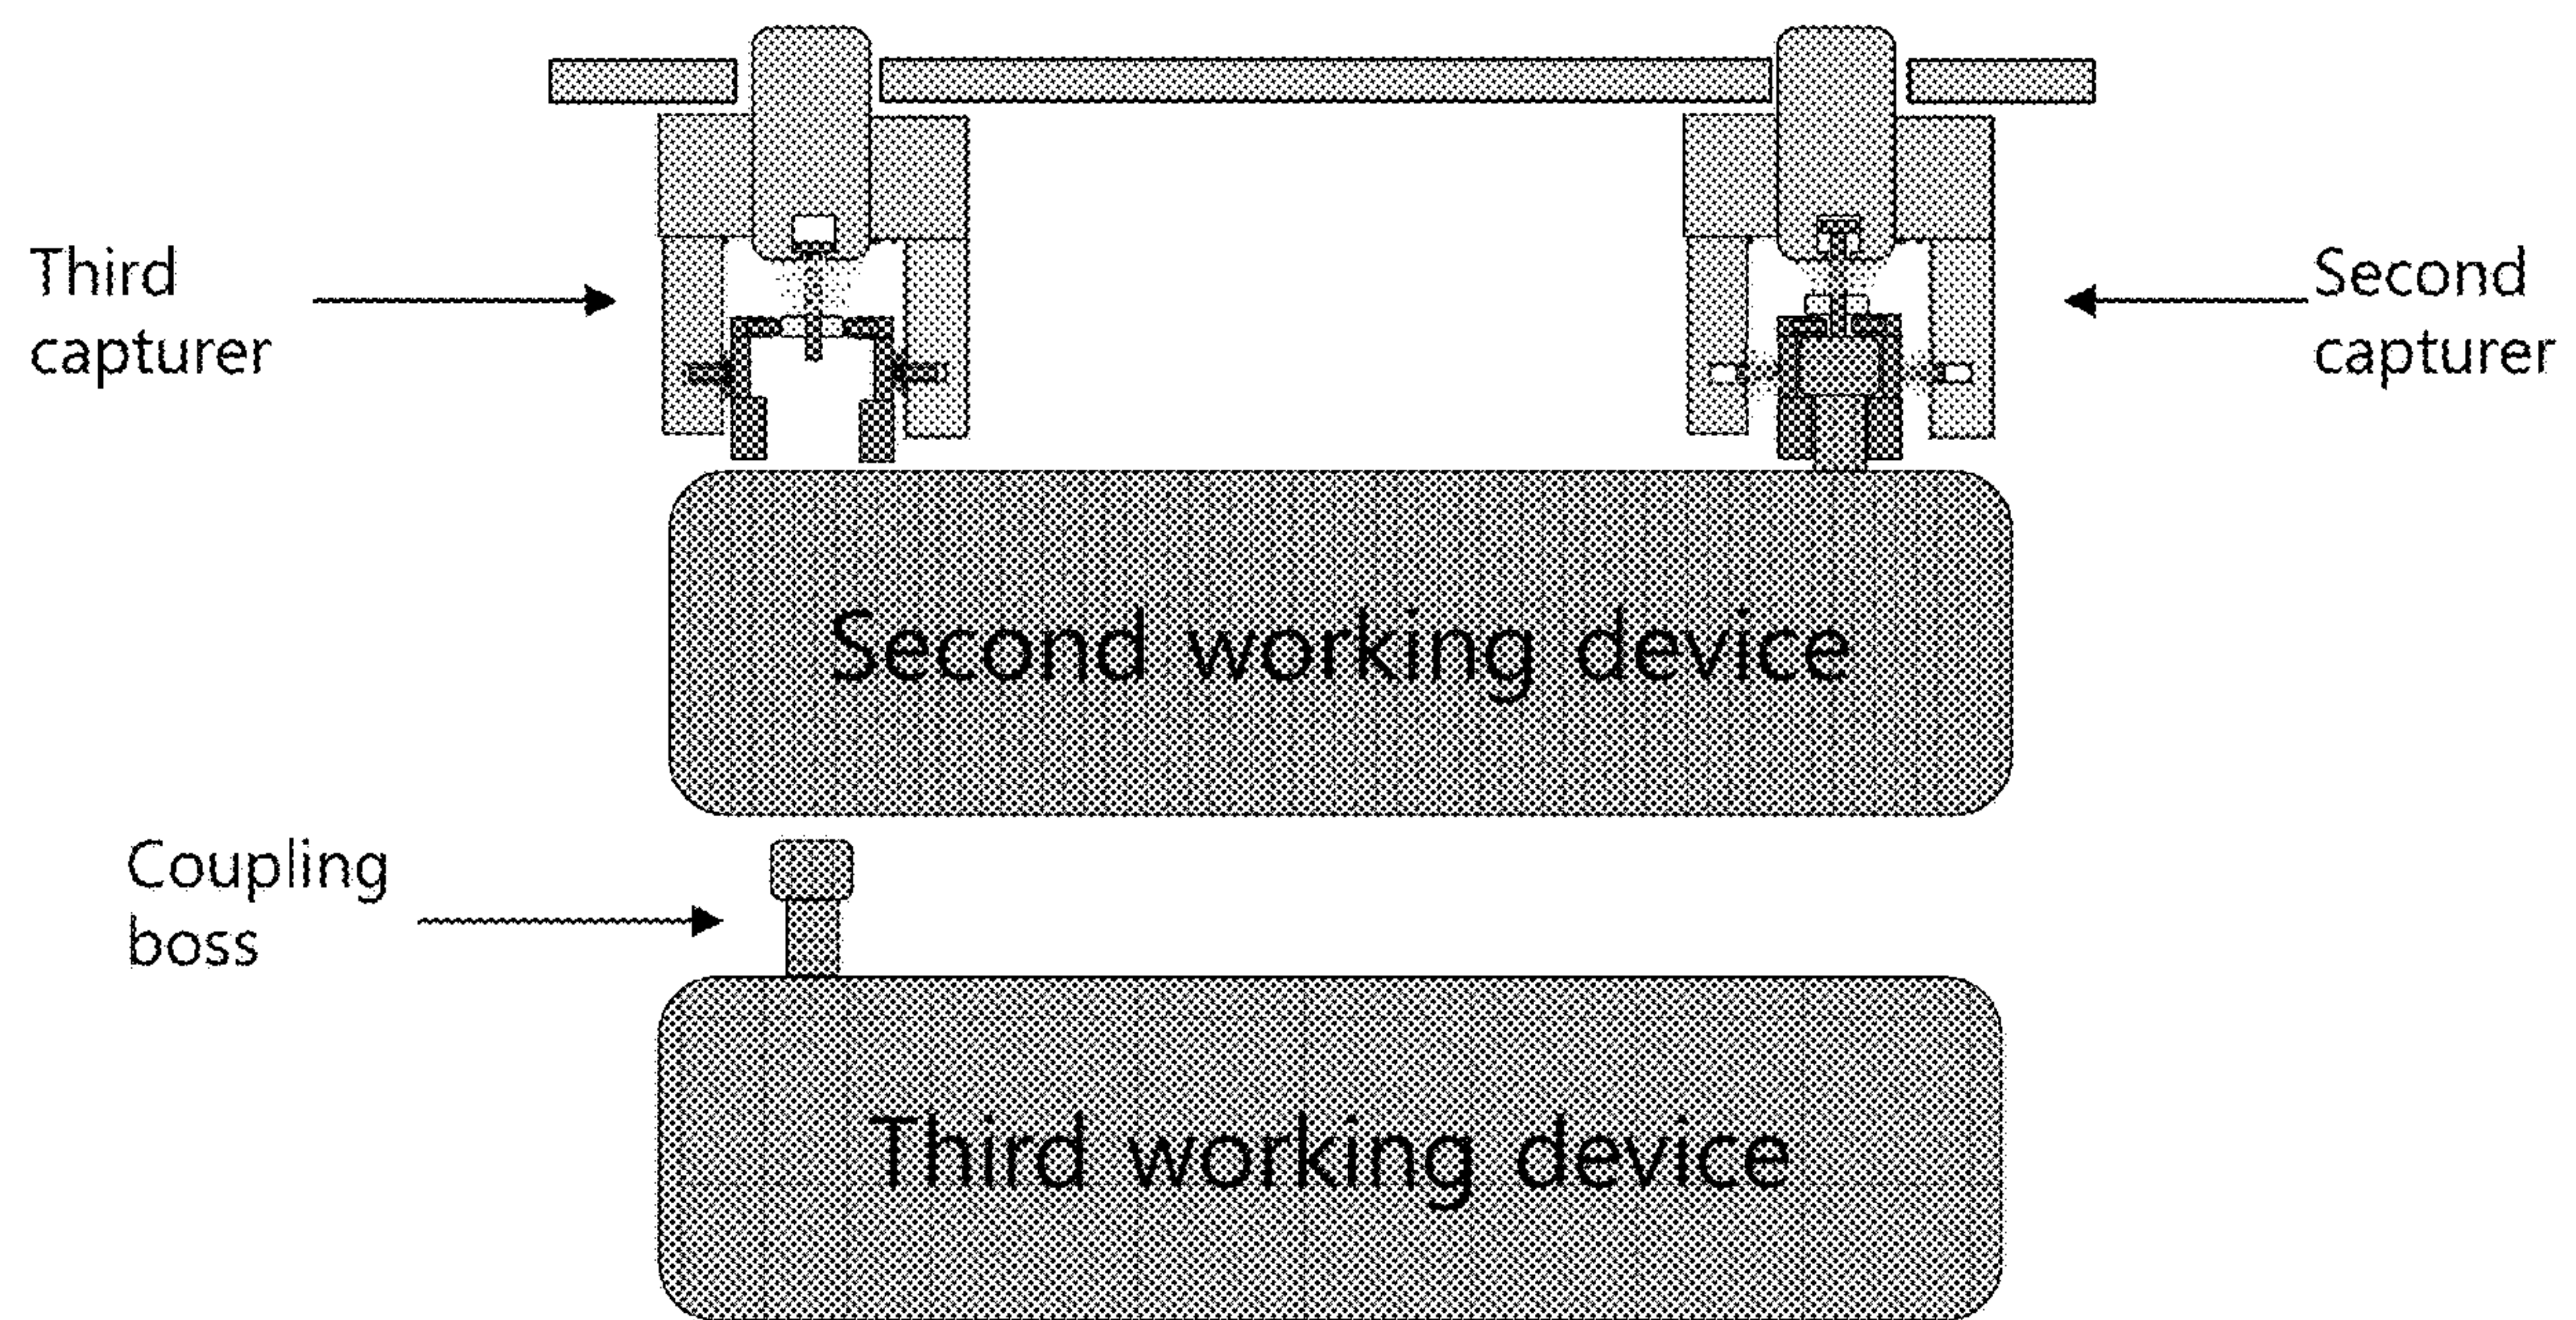 Third
capturer
Second
capturer
Second working device
Coupling
boss
Third working device